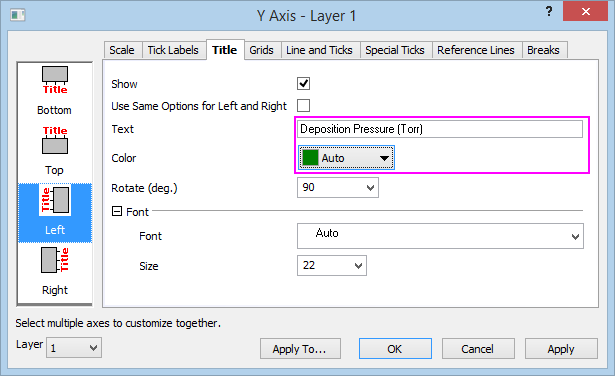 Y Axis - Layer 1
?
Scale Tick Labels Title Grids Line and Ticks Special Ticks Reference Lines Breaks
Title
Bottom
Title
Top
Title
Left
Title
Right
Show
Use Same Options for Left and Right
Text Deposition Pressure (Torr)
Color Auto
Rotate (deg.) 90
Font
Font Auto
Size 22
Select multiple axes to customize together.
Layer 1 Apply To... OK Cancel Apply